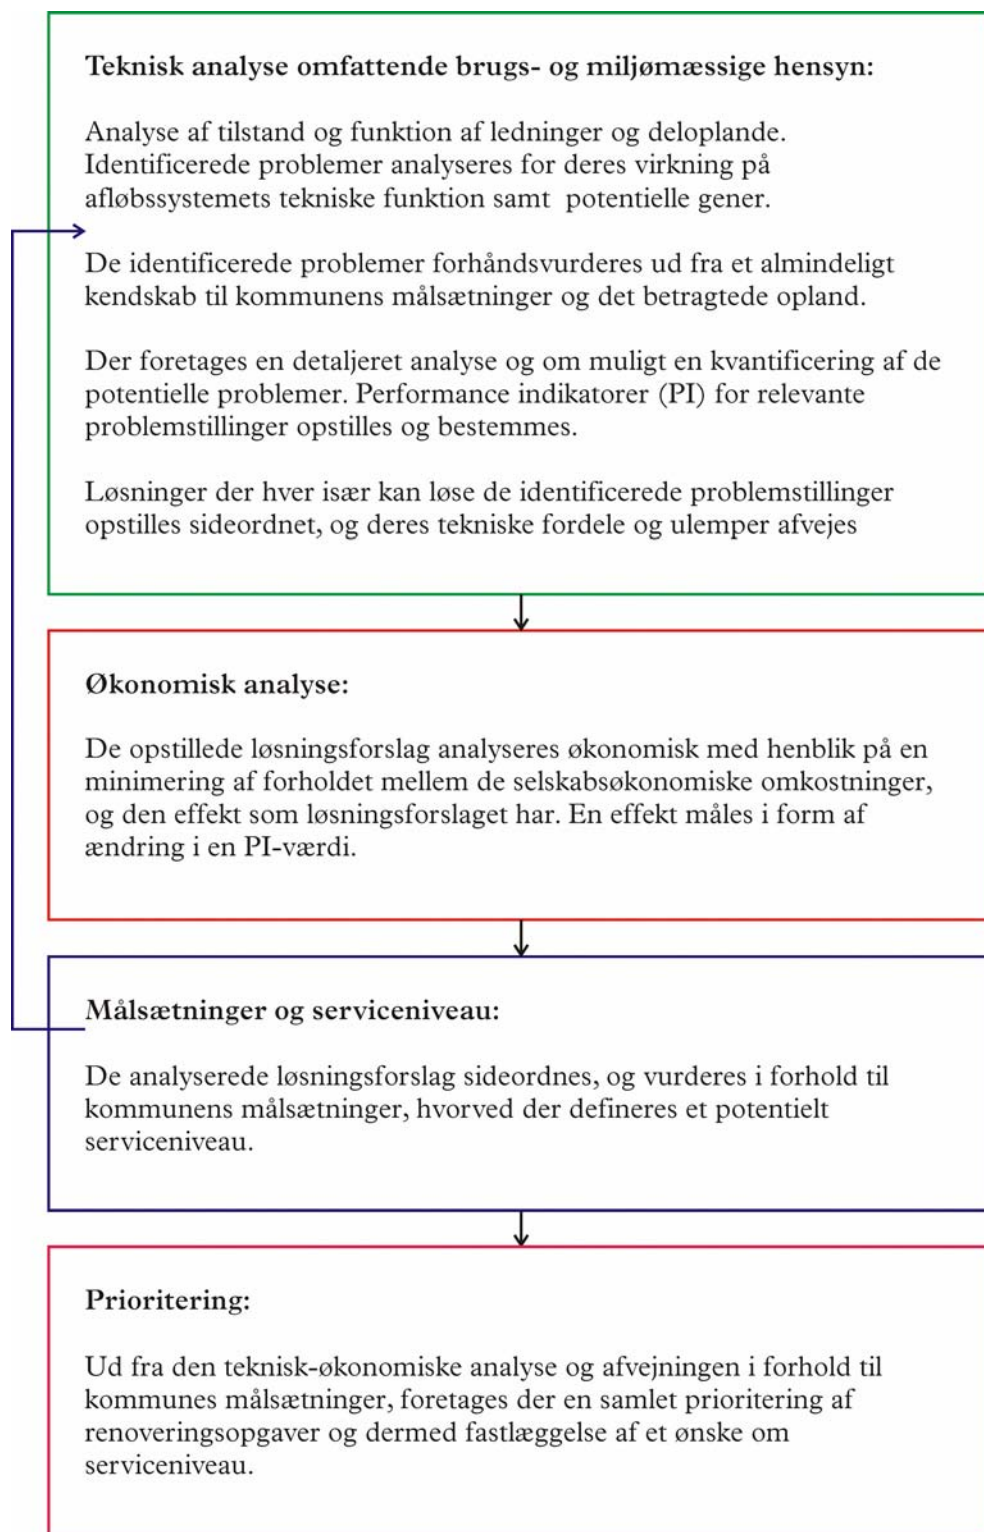 Teknisk analyse omfattende brugs- og miljømæssige hensyn:
Analyse af tilstand og funktion af ledninger og deloplande.
Identificerede problemer analyseres for deres virkning på
afløbssystemets tekniske funktion samt potentielle gener.
De identificerede problemer forhåndsvurderes ud fra et almindeligt
kendskab til kommunens målsætninger og det betragtede opland.
Der foretages en detaljeret analyse og om muligt en kvantificering af de
potentielle problemer. Performance indikatorer (PI) for relevante
problemstillinger opstilles og bestemmes.
Løsninger der hver især kan løse de identificerede problemstillinger
opstilles sideordnet, og deres tekniske fordele og ulemper afvejes
Økonomisk analyse:
De opstillede løsningsforslag analyseres økonomisk med henblik på en
minimering af forholdet mellem de selskabsøkonomiske omkostninger,
og den effekt som løsningsforslaget har. En effekt måles i form af
ændring i en PI-værdi.
Målsætninger og serviceniveau:
De analyserede løsningsforslag sideordnes, og vurderes i forhold til
kommunens målsætninger, hvorved der defineres et potentielt
serviceniveau.
Prioritering:
Ud fra den teknisk-økonomiske analyse og afvejningen i forhold til
kommunes målsætninger, foretages der en samlet prioritering af
renoveringsopgaver og dermed fastlæggelse af et ønske om
serviceniveau.